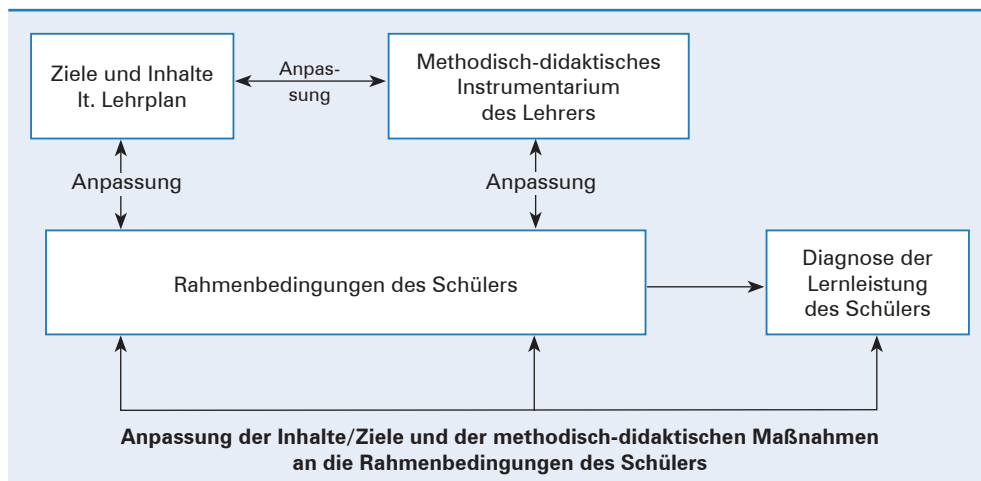 Ziele und Inhalte
lt. Lehrplan
Anpas-
sung
Methodisch-didaktisches
Instrumentarium
des Lehrers
Anpassung
Anpassung
Rahmenbedingungen des Schülers
Diagnose der
Lernleistung
des Schülers
Anpassung der Inhalte/Ziele und der methodisch-didaktischen Maßnahmen
an die Rahmenbedingungen des Schülers